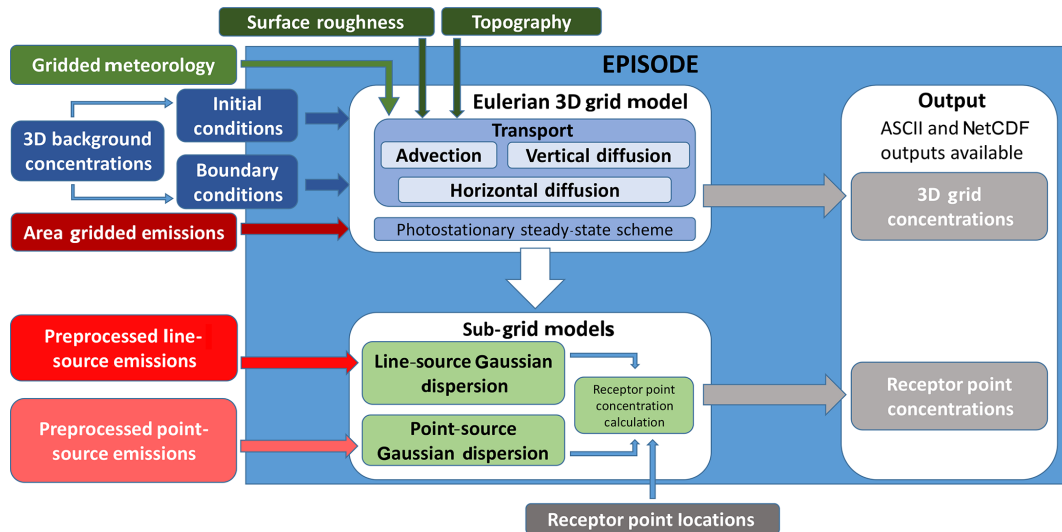 Surface roughness
Topography
Gridded meteorology
EPISODE
3D background
concentrations
Initial
conditions
Boundary
conditions
Area gridded emissions
Eulerian 3D grid model
Transport
Advection
Vertical diffusion
Horizontal diffusion
Photostationary steady-state scheme
Output
ASCII and NetCDF
outputs available
3D grid
concentrations
Preprocessed line-
source emissions
Preprocessed point-
source emissions
Sub-grid models
Line-source Gaussian
dispersion
Point-source
Gaussian dispersion
Receptor point
concentration
calculation
Receptor point
concentrations
Receptor point locations